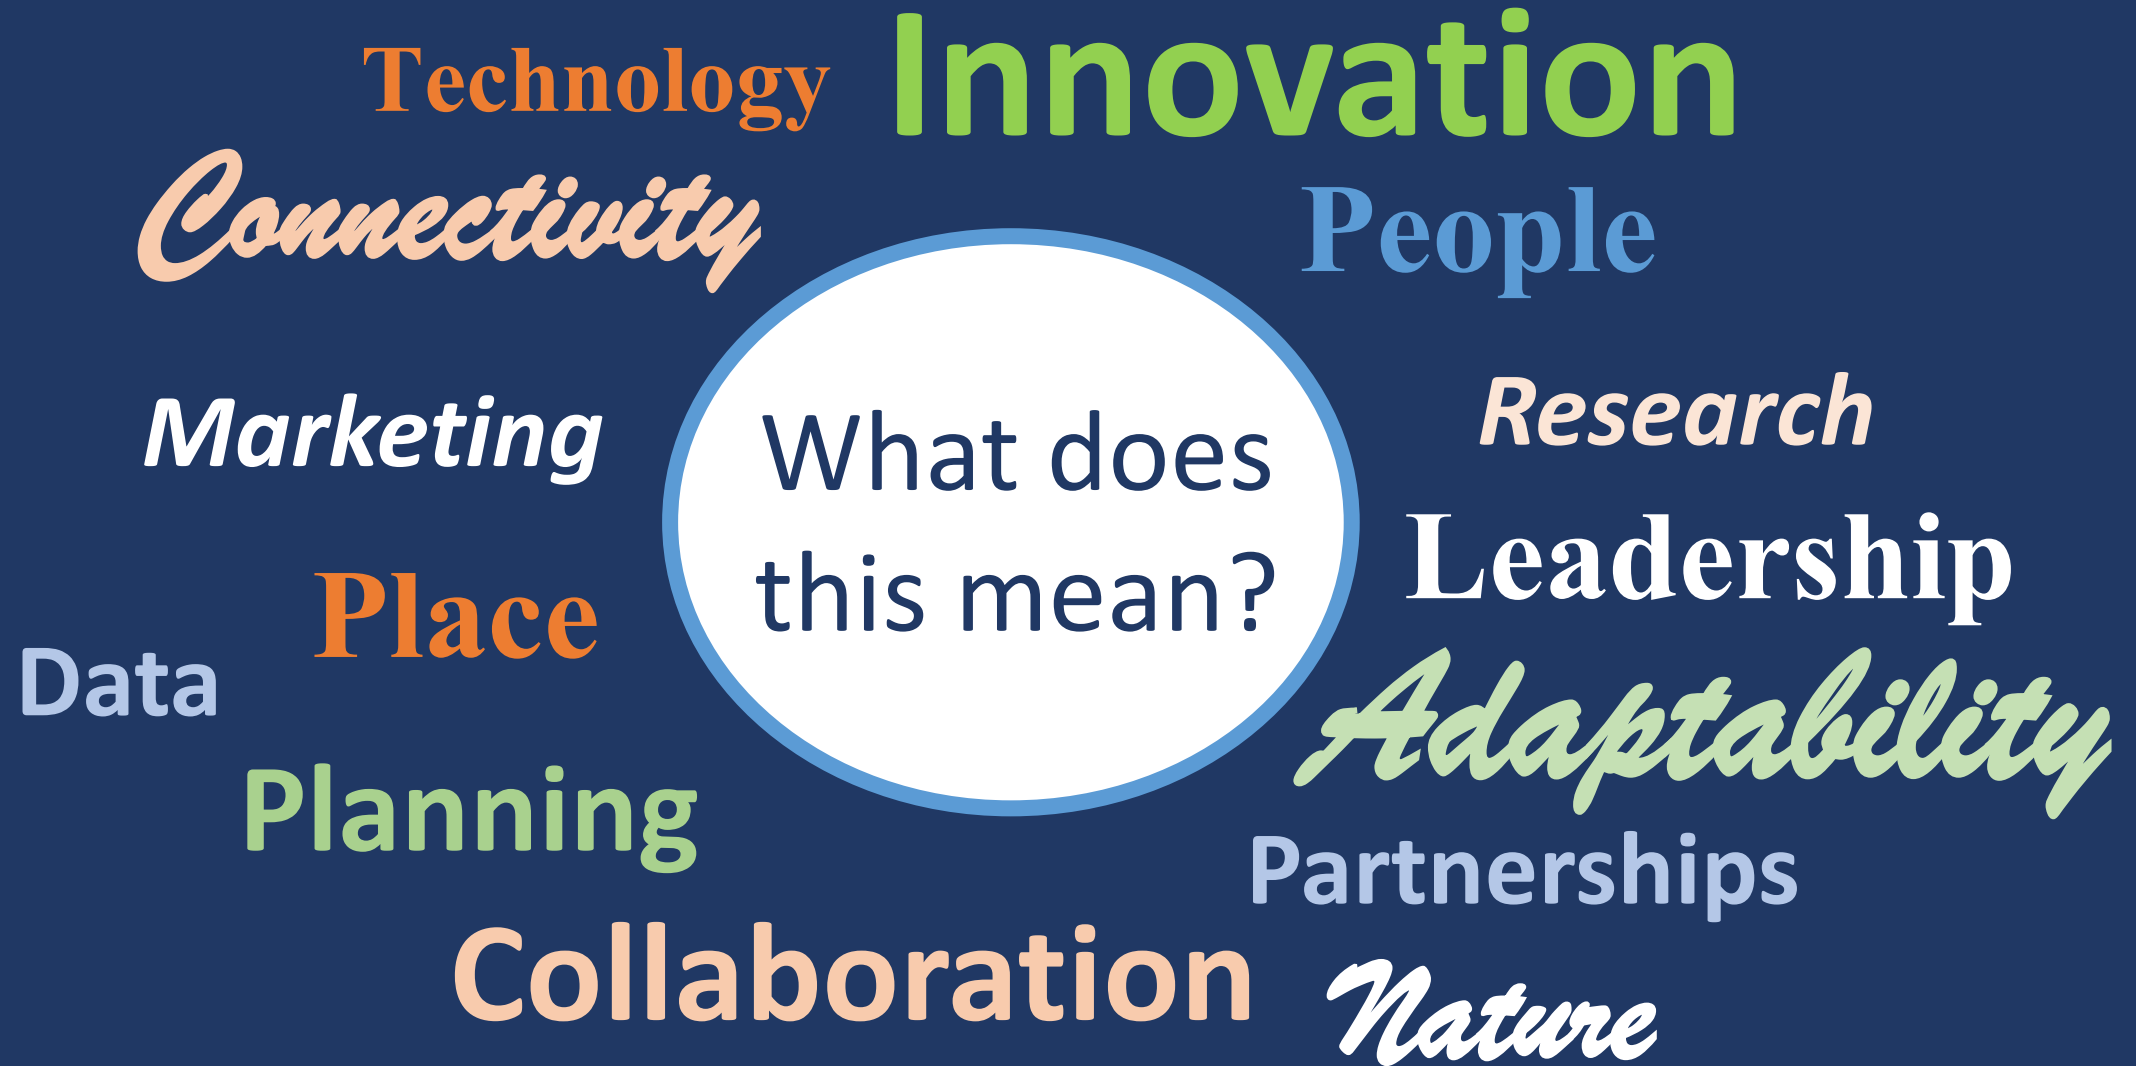 Technology
Innovation
Connectivity
People
Marketing
Research
What does
this mean?
Leadership
Place
Data
Adaptability
Planning
Partnerships
Collaboration
Nature